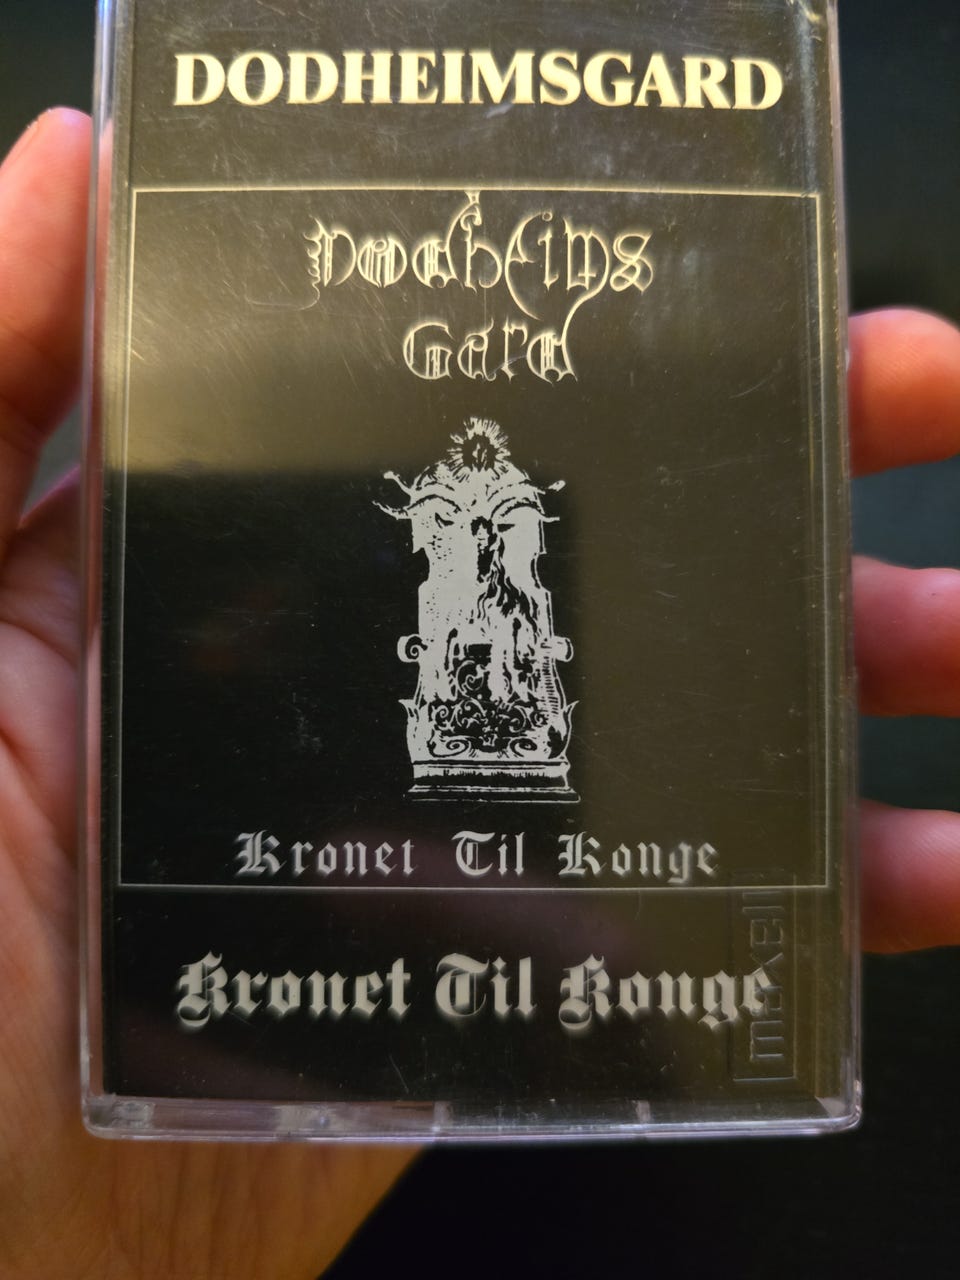 DODHEIMSGARD
Dodheims
Gard
Kronet Til Konge
Kronet Til Konge
maxell